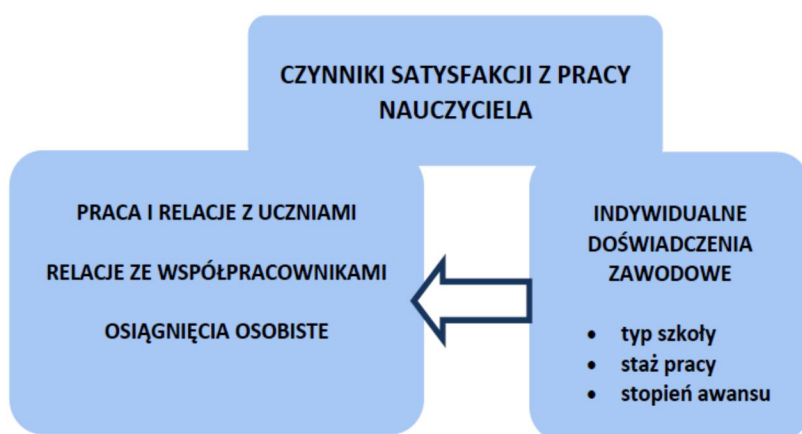 CZYNNIKI SATYSFAKCJI Z PRACY
NAUCZYCIELA
PRACA I RELACJE Z UCZNIAMI
RELACJE ZE WSPÓŁPRACOWNIKAMI
OSIĄGNIĘCIA OSOBISTE
INDYWIDUALNE
DOŚWIADCZENIA
ZAWODOWE
• typ szkoły
• staż pracy
• stopień awansu